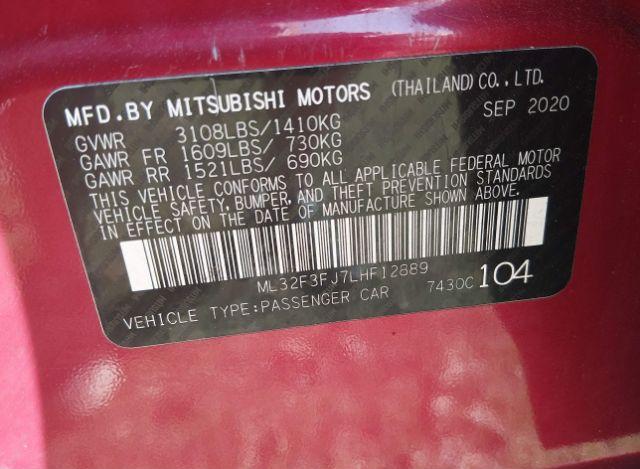 MFD.BY MITSUBISHI MOTORS (THAILAND) CO., LTD.
SEP 2020
GVWR 3108LBS/1410KG
GAWR FR 1609LBS/ 730KG
GAWR RR 1521LBS/ 690KG
THIS VEHICLE CONFORMS TO ALL APPLICABLE FEDERAL MOTOR
VEHICLE SAFETY, BUMPER, AND THEFT PREVENTION STANDARDS
IN EFFECT ON THE DATE OF MANUFACTURE SHOWN ABOVE.
ML32F3FJ7LHF12889
VEHICLE TYPE:PASSENGER CAR 7430C 104